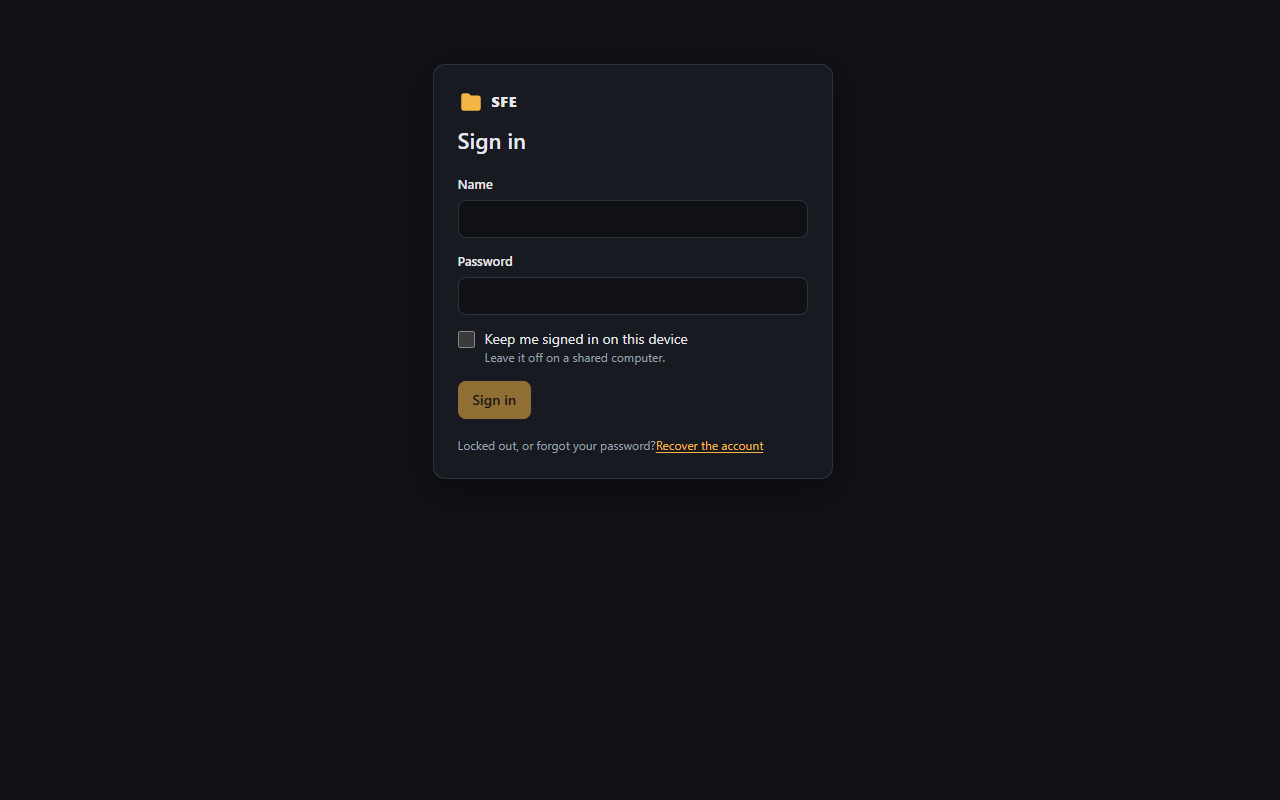 SFE
Sign in
Name
Password
Keep me signed in on this device
Leave it off on a shared computer.
Sign in
Locked out, or forgot your password?Recover the account